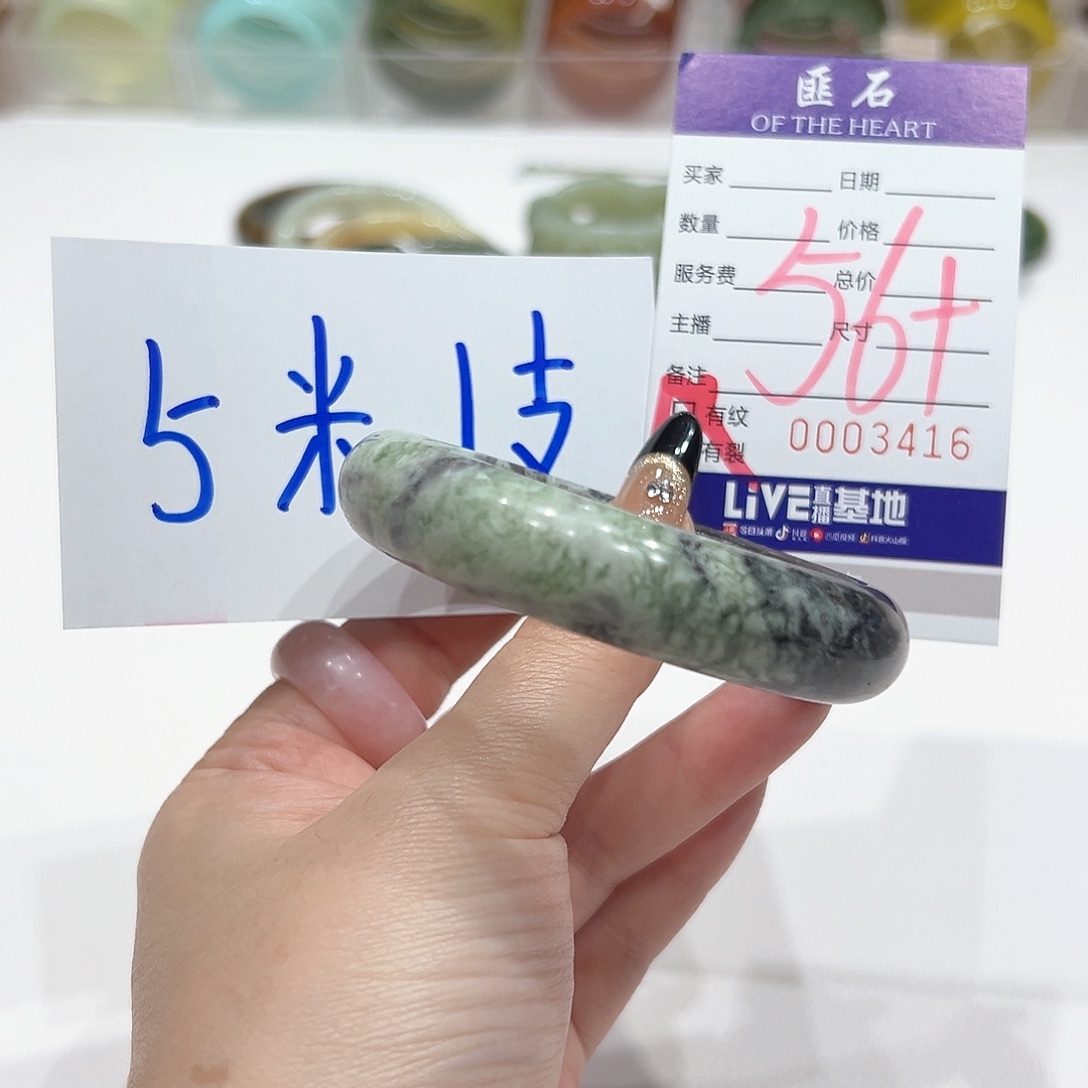 5米1支
匪石
OF THE HEART
买家 日期
数量 价格
服务费 总价
主播 尺寸
备注
56+
有纹
有裂
0003416
LiVE直播基地